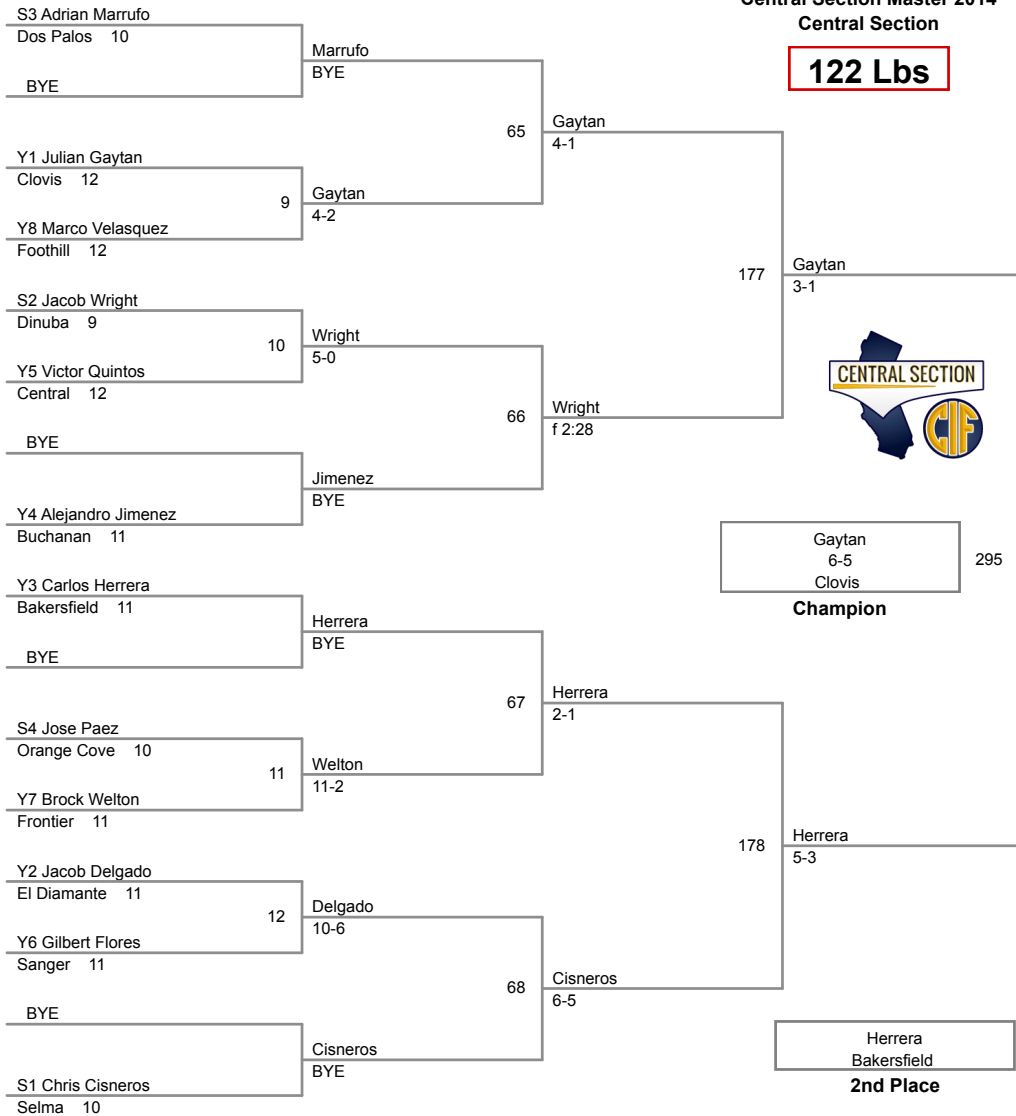 Central Section Master 2014
Central Section
122 Lbs
S3 Adrian Marrufo
Dos Palos 10
BYE
Marrufo
BYE
Y1 Julian Gaytan
Clovis 12
9
Y8 Marco Velasquez
Foothill 12
Gaytan
4-2
65
Gaytan
4-1
S2 Jacob Wright
Dinuba 9
10
Y5 Victor Quintos
Central 12
Wright
5-0
BYE
Y4 Alejandro Jimenez
Buchanan 11
Jimenez
BYE
66
Wright
f 2:28
177
Gaytan
3-1
CENTRAL SECTION
CIF
Gaytan
6-5
Clovis
295
Champion
Y3 Carlos Herrera
Bakersfield 11
BYE
Herrera
BYE
S4 Jose Paez
Orange Cove 10
11
Y7 Brock Welton
Frontier 11
Welton
11-2
67
Herrera
2-1
Y2 Jacob Delgado
El Diamante 11
12
Y6 Gilbert Flores
Sanger 11
Delgado
10-6
BYE
S1 Chris Cisneros
Selma 10
Cisneros
BYE
68
Cisneros
6-5
178
Herrera
5-3
Herrera
Bakersfield
2nd Place